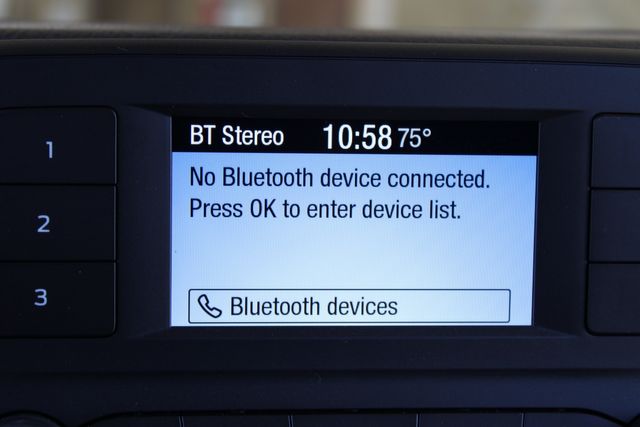 BT Stereo 10:58 75°
1
No Bluetooth device connected.
2
Press OK to enter device list.
3
Bluetooth devices